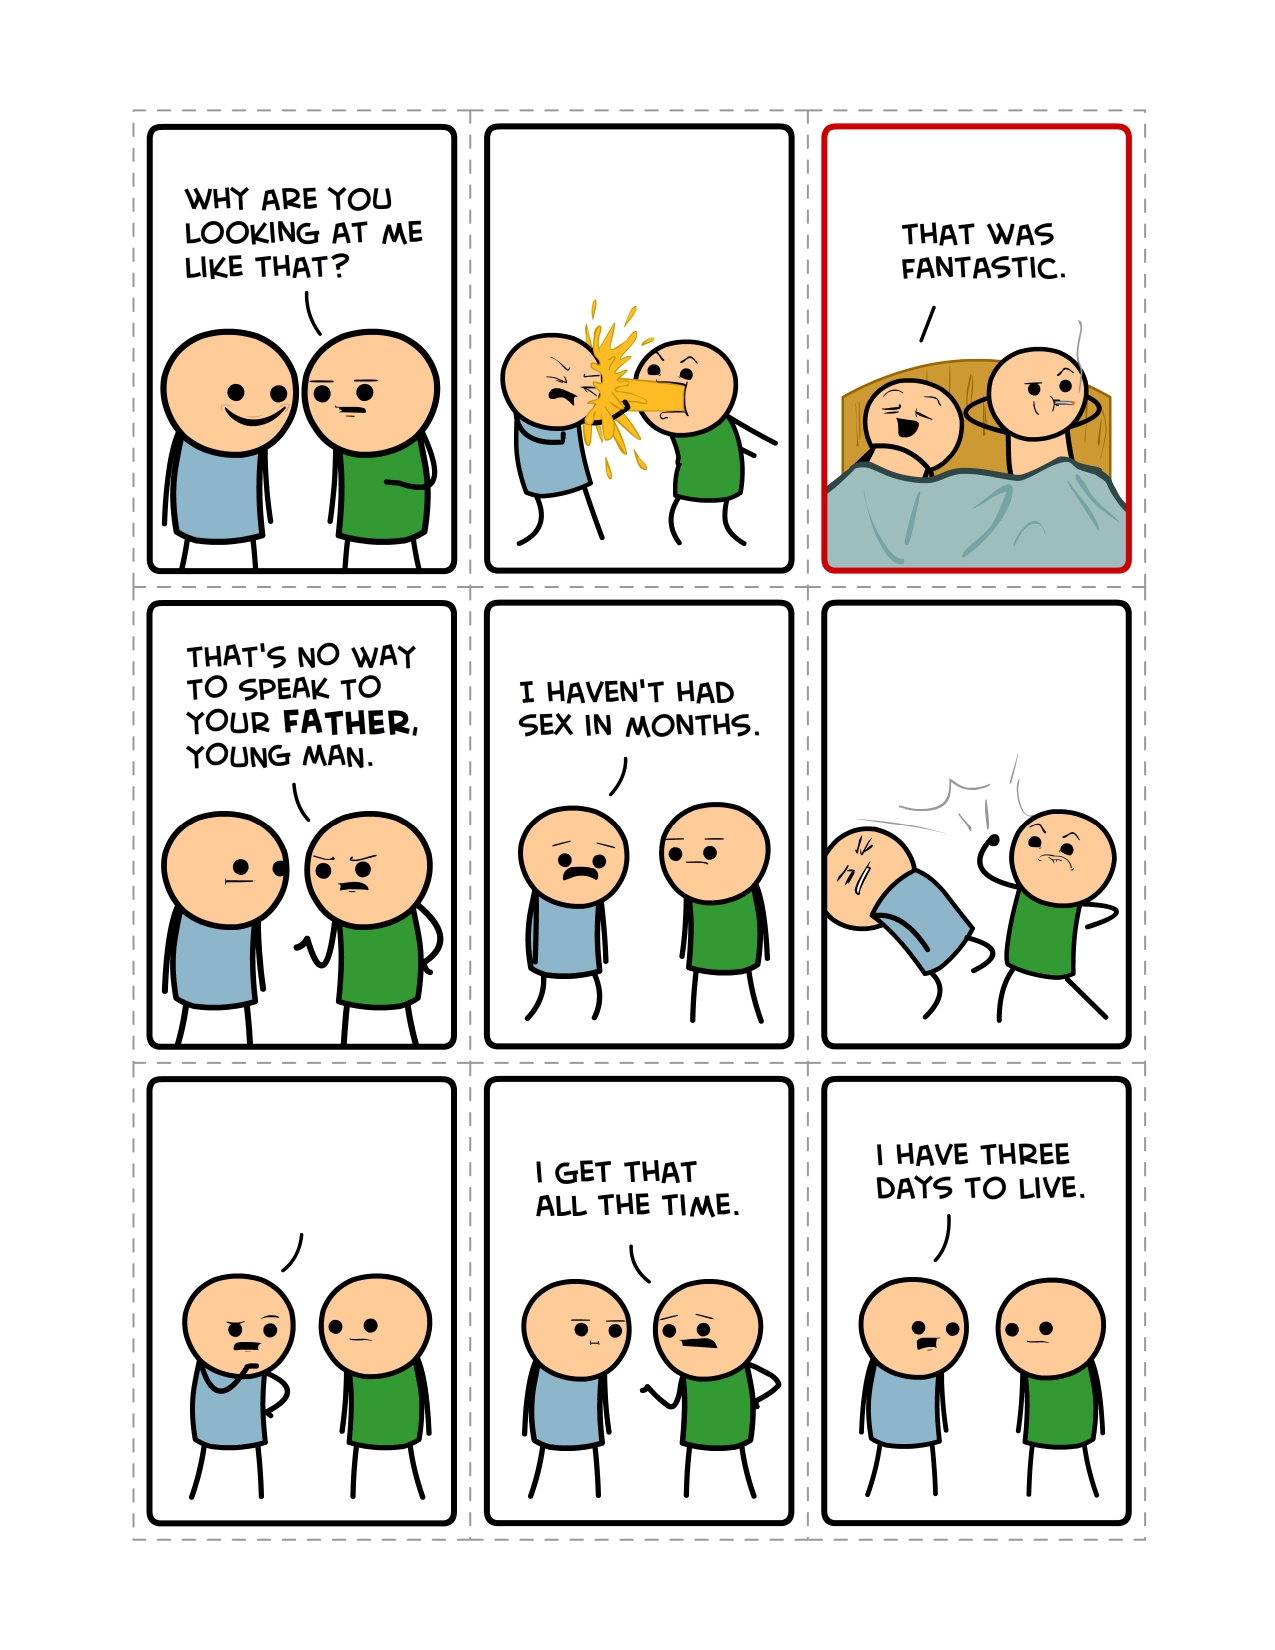 WHY ARE YOU
LOOKING AT ME
LIKE THAT?
THAT WAS
FANTASTIC.
THAT'S NO WAY
TO SPEAK TO
YOUR FATHER,
YOUNG MAN.
I HAVEN'T HAD
SEX IN MONTHS.
I GET THAT
ALL THE TIME.
I HAVE THREE
DAYS TO LIVE.